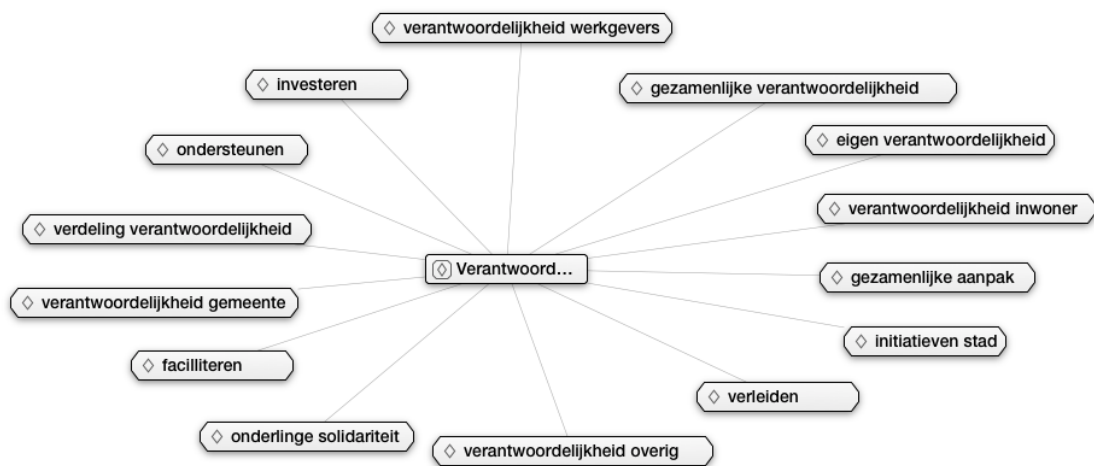 verantwoordelijkheid werkgevers
investeren
gezamenlijke verantwoordelijkheid
ondersteunen
eigen verantwoordelijkheid
verantwoordelijkheid inwoner
verdeling verantwoordelijkheid
Verantwoord...
gezamenlijke aanpak
verantwoordelijkheid gemeente
initiatieven stad
facilliteren
verleiden
onderlinge solidariteit
verantwoordelijkheid overig